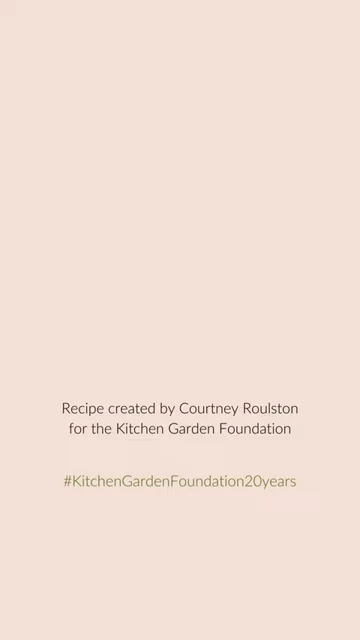 Recipe created by Courtney Roulston
for the Kitchen Garden Foundation
#KitchenGardenFoundation20years